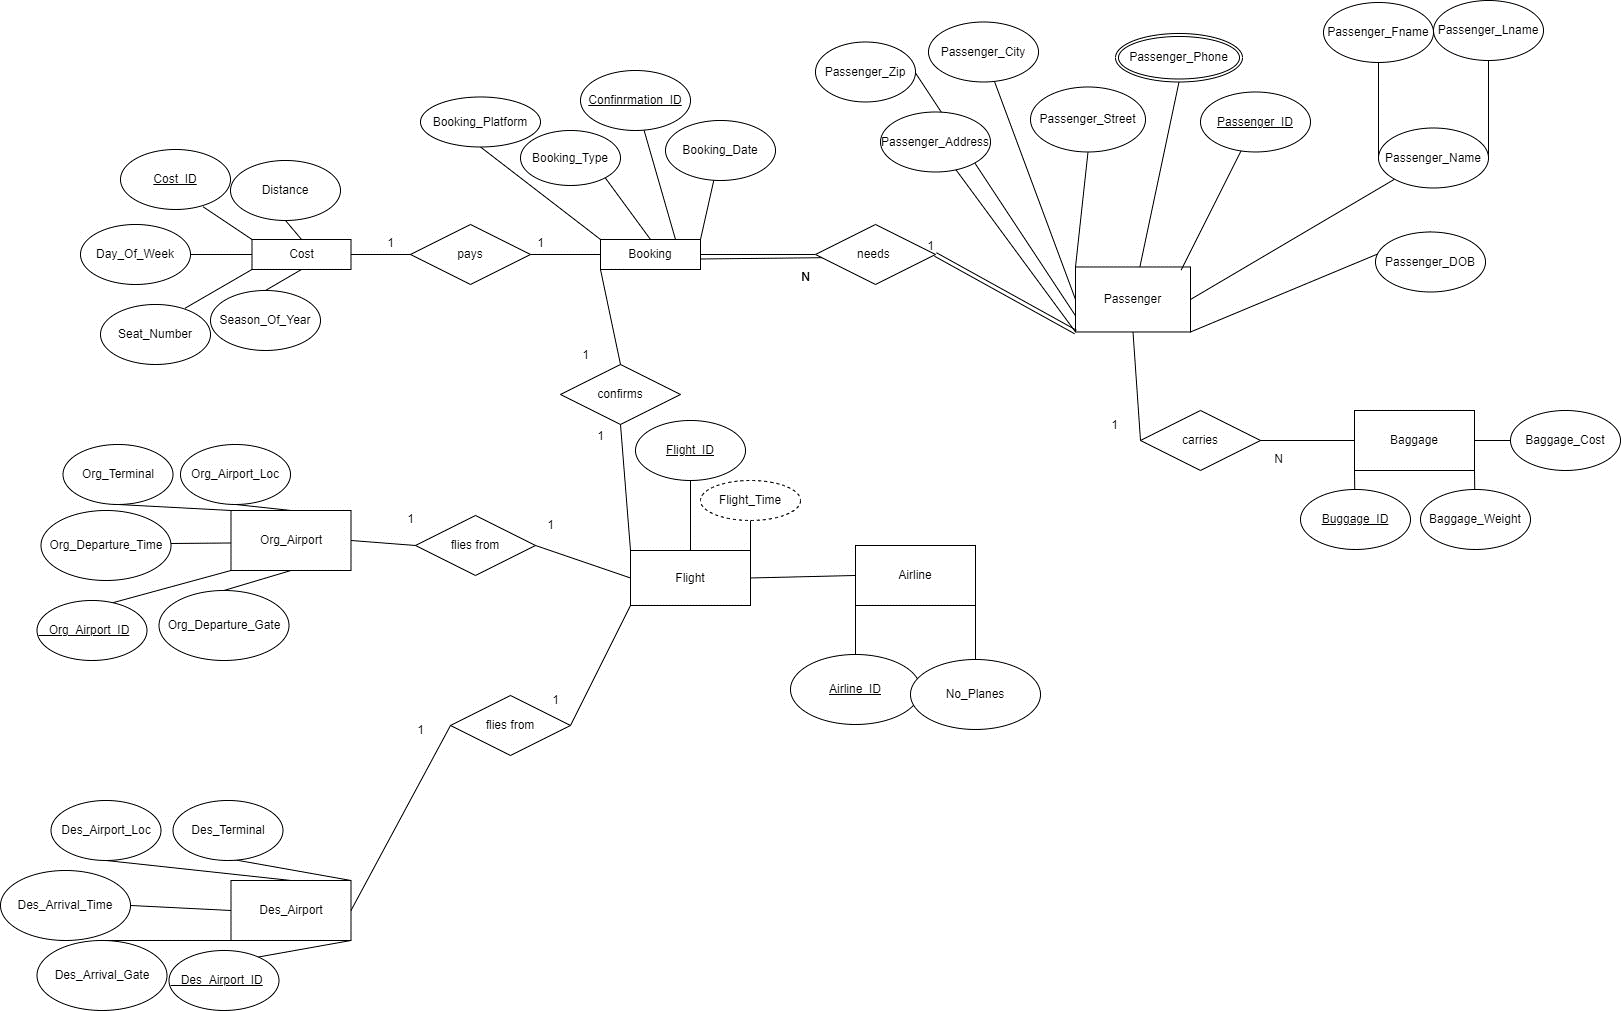 Passenger_Fname
Passenger_Lname
Passenger_City
Passenger_Phone
Passenger_Zip
Confinrmation_ID
Booking_Platform
Passenger_Street
Passenger_ID
Passenger_Address
Booking_Type
Booking_Date
Passenger_Name
Cost_ID
Distance
Day_Of_Week
Cost
1
pays
1
Booking
N
needs
1
Passenger_DOB
Passenger
Seat_Number
Season_Of_Year
1
confirms
1
1
carries
N
Baggage
Baggage_Cost
Buggage_ID
Baggage_Weight
Flight_ID
Flight_Time
Org_Terminal
Org_Airport_Loc
Org_Departure_Time
Org_Airport
1
flies from
1
Flight
Airline
Org_Airport_ID
Org_Departure_Gate
Airline_ID
No_Planes
1
flies from
1
Des_Airport_Loc
Des_Terminal
Des_Arrival_Time
Des_Airport
Des_Arrival_Gate
Des_Airport_ID